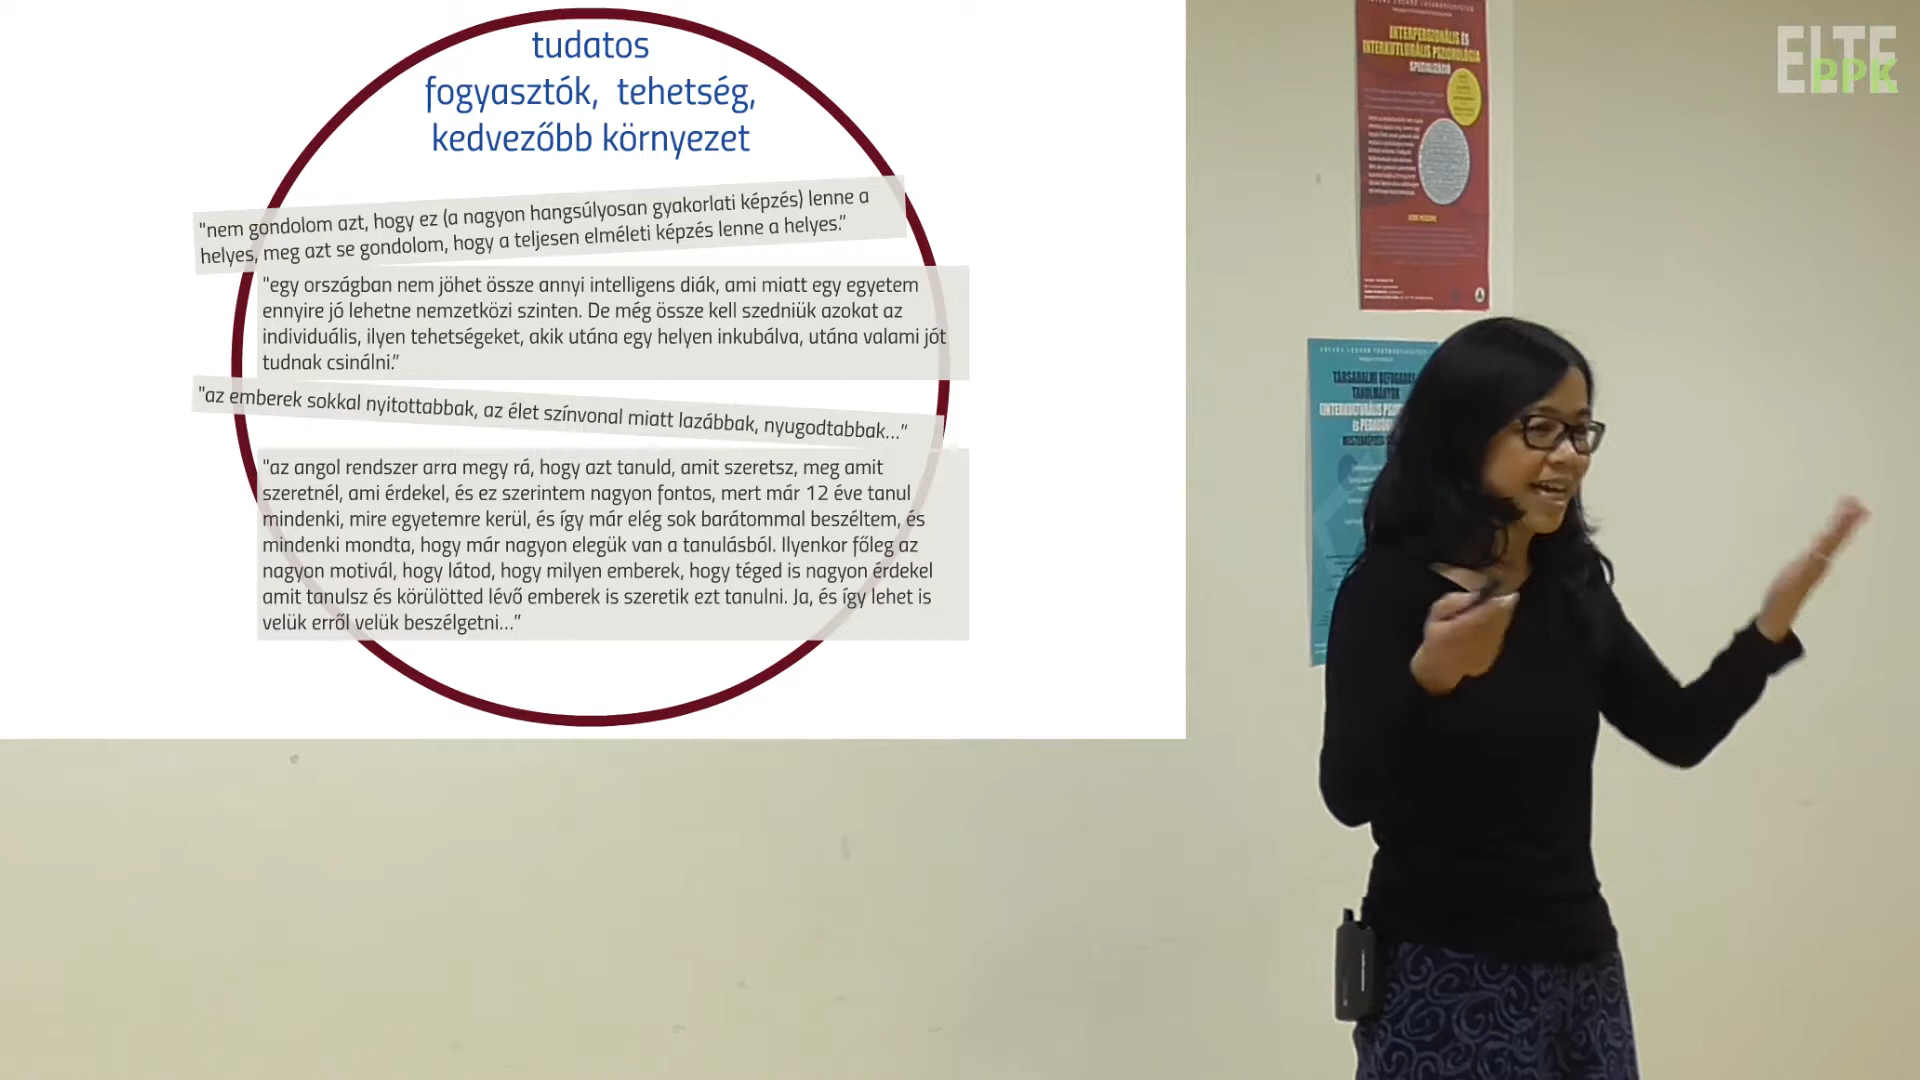 tudatos
fogyasztók, tehetség,
kedvezőbb környezet
"nem gondolom azt, hogy ez (a nagyon hangsúlyosan gyakorlati képzés) lenne a
helyes, meg azt se gondolom, hogy a teljesen elméleti képzés lenne a helyes."
"egy országban nem jöhet össze annyi intelligens diák, ami miatt egy egyetem
ennyire jó lehetne nemzetközi szinten. De még össze kell szedniük azokat az
individuális, ilyen tehetségeket, akik utána egy helyen inkubálva, utána valami jót
tudnak csinálni."
"az emberek sokkal nyitottabbak, az élet színvonal miatt lazábbak, nyugodtabbak..."
"az angol rendszer arra megy rá, hogy azt tanuld, amit szeretsz, meg amit
szeretnél, ami érdekel, és ez szerintem nagyon fontos, mert már 12 éve tanul
mindenki, mire egyetemre kerül, és így már elég sok barátommal beszéltem, és
mindenki mondta, hogy már nagyon elegük van a tanulásból. Ilyenkor főleg az
nagyon motivál, hogy látod, hogy milyen emberek, hogy téged is nagyon érdekel
amit tanulsz és körülötted lévő emberek is szeretik ezt tanulni. Ja, és így lehet is
velük erről velük beszélgetni..."
INTERPERSZONÁLIS ÉS
INTERKULTURÁLIS PSZICHOLÓGIA
SPECIALIZÁCIÓ
TÁRSADALMI BEFOGADÁS
TANULMÁNYOK
ELTE
PPK